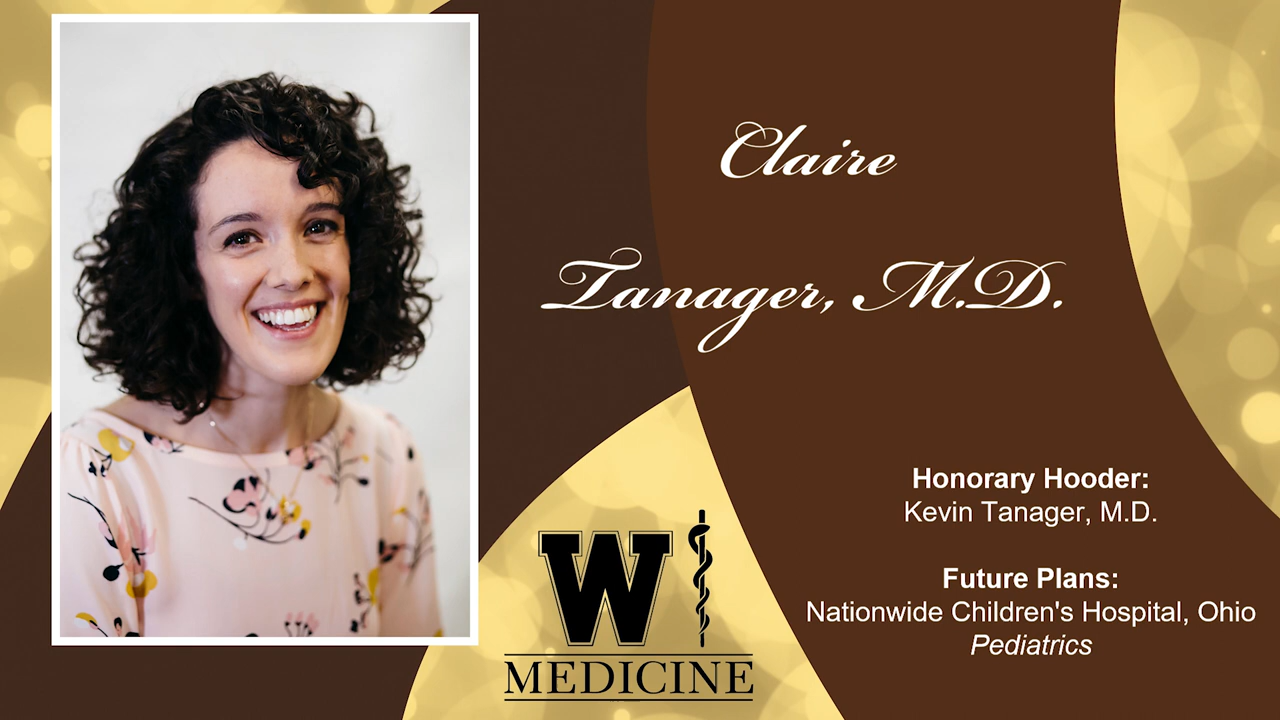 Claire
Tanager, M.D.
Honorary Hooder:
Kevin Tanager, M.D.
Future Plans:
Nationwide Children's Hospital, Ohio
Pediatrics
W
MEDICINE